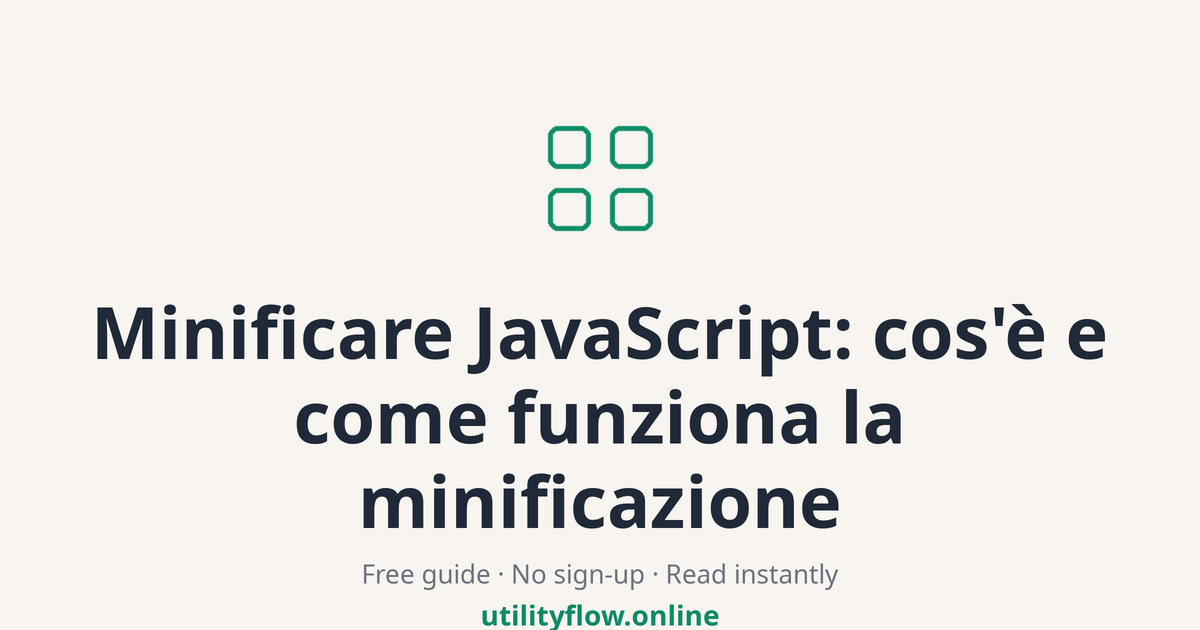 Minificare JavaScript: cos'è e
come funziona la
minificazione
Free guide · No sign-up · Read instantly
utilityflow.online